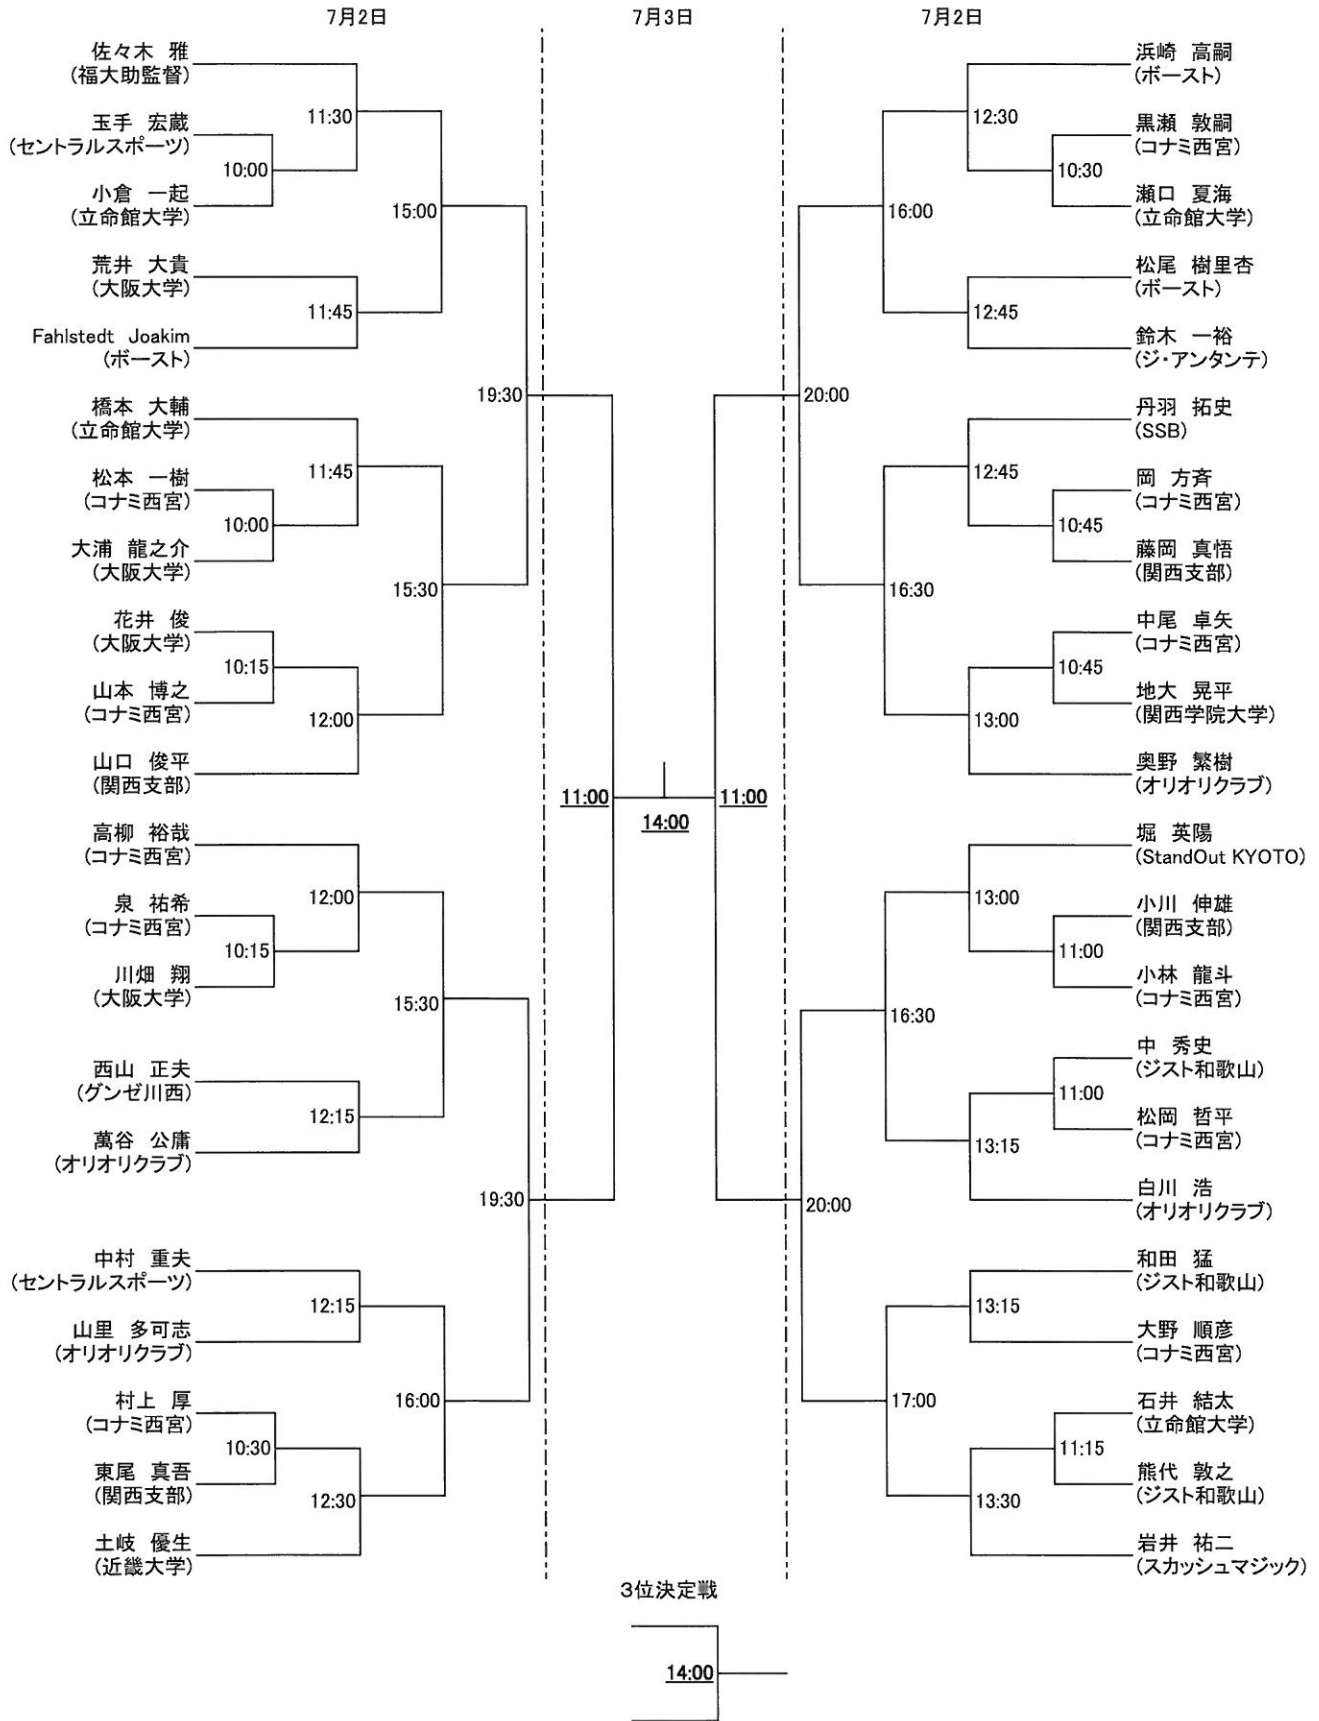 7月2日
7月3日
7月2日
佐々木 雅
(福大助監督)
11:30
玉手 宏蔵
(セントラルスポーツ)
10:00
小倉 一起
(立命館大学)
15:00
荒井 大貴
(大阪大学)
11:45
Fahlstedt Joakim
(ボースト)
19:30
橋本 大輔
(立命館大学)
11:45
松本 一樹
(コナミ西宮)
10:00
大浦 龍之介
(大阪大学)
15:30
花井 俊
(大阪大学)
10:15
山本 博之
(コナミ西宮)
12:00
山口 俊平
(関西支部)
11:00
14:00
11:00
高柳 裕哉
(コナミ西宮)
12:00
泉 祐希
(コナミ西宮)
10:15
川畑 翔
(大阪大学)
15:30
西山 正夫
(グンゼ川西)
12:15
萬谷 公庸
(オリオリクラブ)
19:30
中村 重夫
(セントラルスポーツ)
12:15
山里 多可志
(オリオリクラブ)
16:00
村上 厚
(コナミ西宮)
10:30
東尾 真吾
(関西支部)
12:30
土岐 優生
(近畿大学)
浜崎 高嗣
(ボースト)
12:30
黒瀬 敦嗣
(コナミ西宮)
10:30
瀬口 夏海
(立命館大学)
16:00
松尾 樹里杏
(ボースト)
12:45
鈴木 一裕
(ジ・アンタンテ)
20:00
丹羽 拓史
(SSB)
12:45
岡 方斉
(コナミ西宮)
10:45
藤岡 真悟
(関西支部)
16:30
中尾 卓矢
(コナミ西宮)
10:45
地大 晃平
(関西学院大学)
13:00
奥野 繁樹
(オリオリクラブ)
堀 英陽
(StandOut KYOTO)
13:00
小川 伸雄
(関西支部)
11:00
小林 龍斗
(コナミ西宮)
16:30
中 秀史
(ジスト和歌山)
11:00
松岡 哲平
(コナミ西宮)
13:15
白川 浩
(オリオリクラブ)
20:00
和田 猛
(ジスト和歌山)
13:15
大野 順彦
(コナミ西宮)
17:00
石井 結太
(立命館大学)
11:15
熊代 敦之
(ジスト和歌山)
13:30
岩井 祐二
(スカッシュマジック)
3位決定戦
14:00